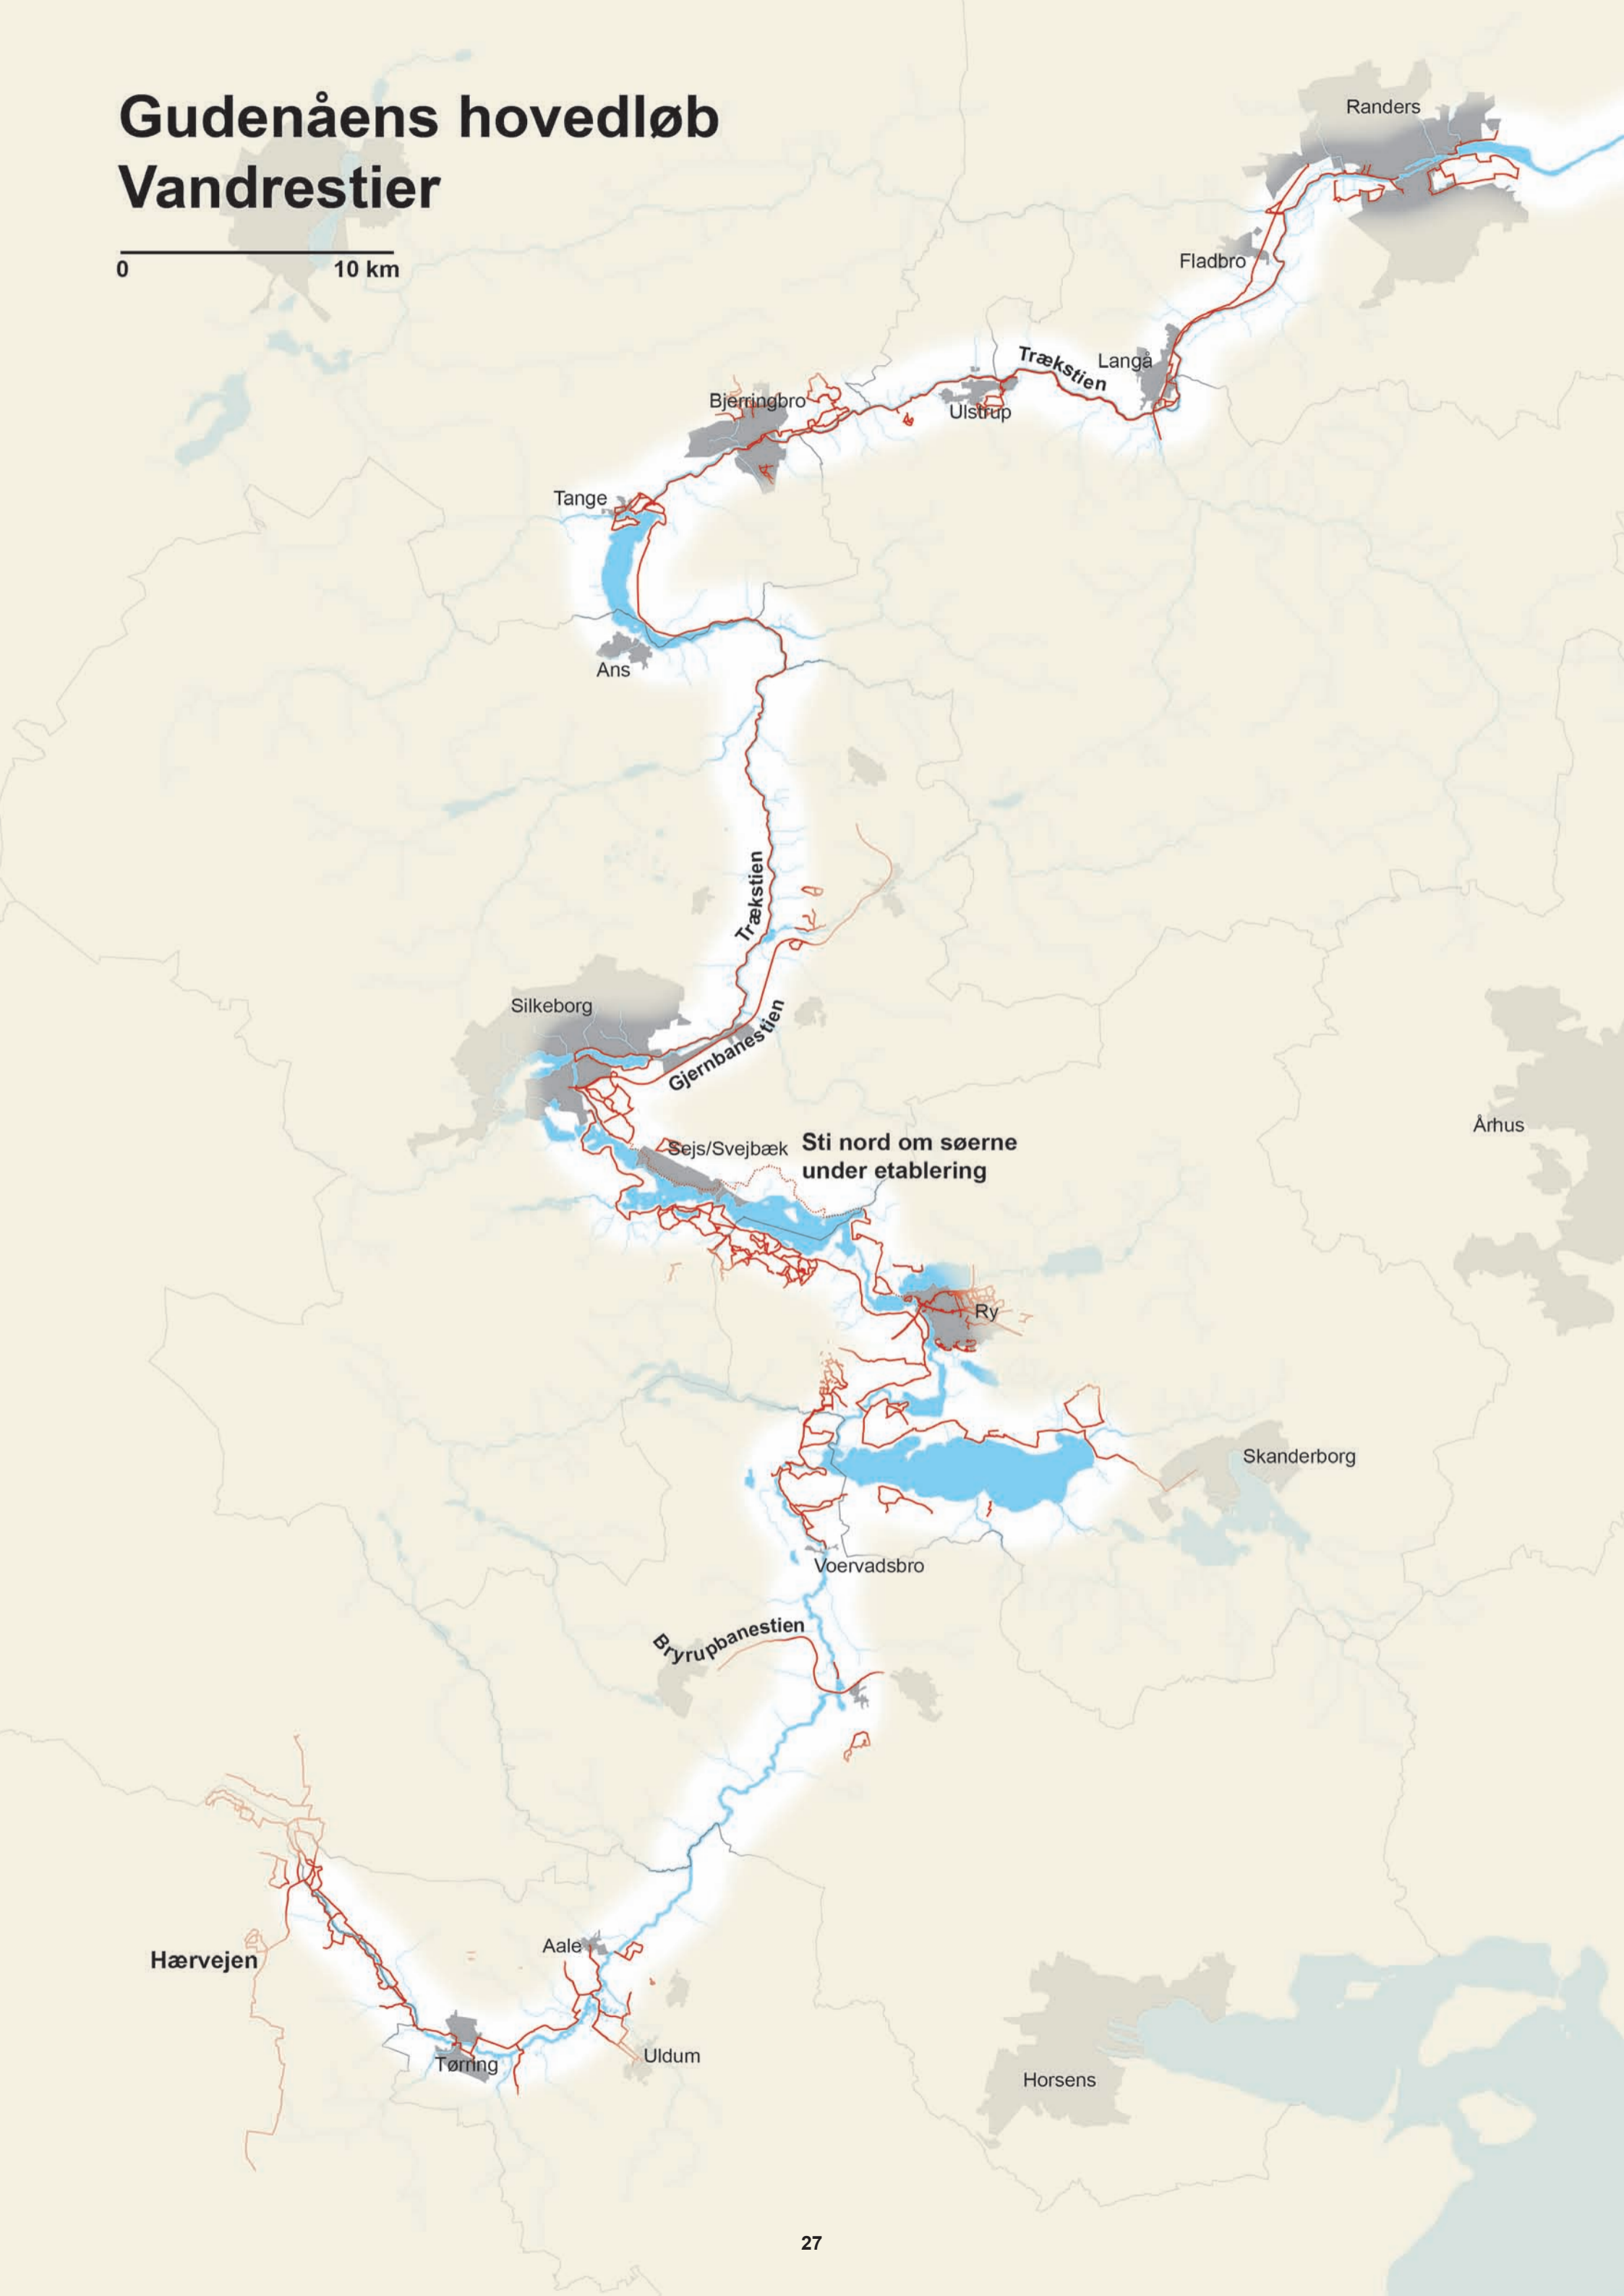 Gudenåens hovedløb
Vandrestier
0 10 km
Randers
Fladbro
Trækstien
Langå
Bjerringbro
Ulstrup
Tange
Ans
Trækstien
Silkeborg
Gjernbanestien
Århus
Sejs/Svejbæk
Sti nord om søerne
under etablering
Ry
Skanderborg
Voervadsbro
Bryrupbanestien
Aale
Hærvejen
Tørring
Uldum
Horsens
27